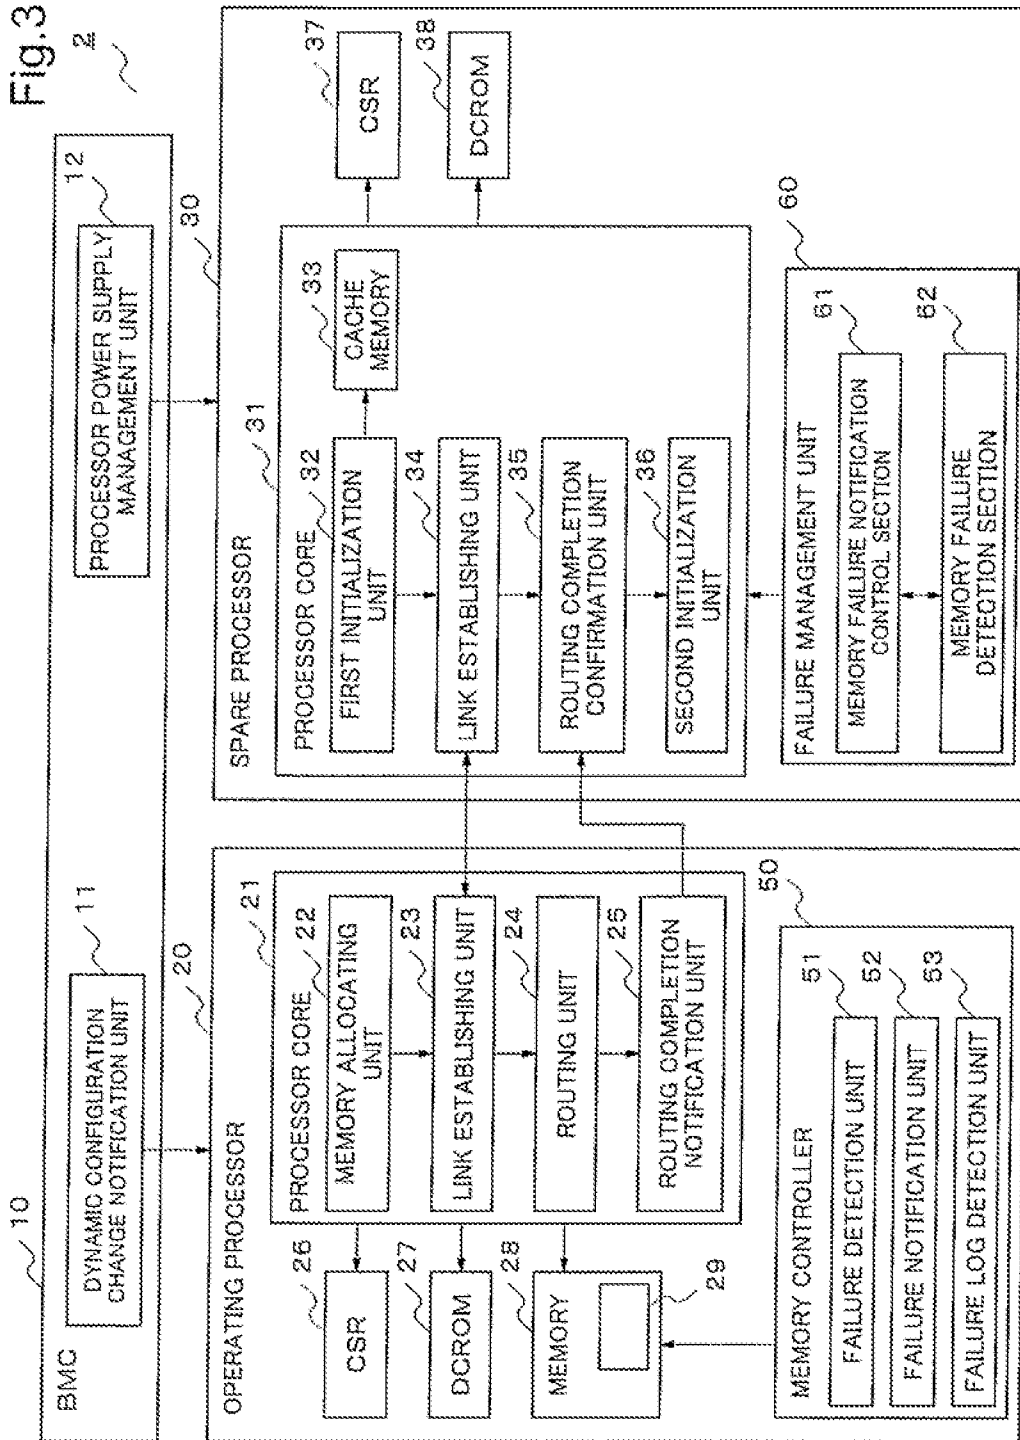 Fig.3
2
10
BMC
DYNAMIC CONFIGURATION
CHANGE NOTIFICATION UNIT
11
PROCESSOR POWER SUPPLY
MANAGEMENT UNIT
12
20
OPERATING PROCESSOR
21
PROCESSOR CORE
22
MEMORY ALLOCATING
UNIT
23
LINK ESTABLISHING UNIT
24
ROUTING UNIT
25
ROUTING COMPLETION
NOTIFICATION UNIT
26
CSR
27
DCROM
28
MEMORY
29
50
MEMORY CONTROLLER
51
FAILURE DETECTION UNIT
52
FAILURE NOTIFICATION UNIT
53
FAILURE LOG DETECTION UNIT
30
SPARE PROCESSOR
31
PROCESSOR CORE
32
FIRST INITIALIZATION
UNIT
33
CACHE
MEMORY
34
LINK ESTABLISHING UNIT
35
ROUTING COMPLETION
CONFIRMATION UNIT
36
SECOND INITIALIZATION
UNIT
37
CSR
38
DCROM
60
FAILURE MANAGEMENT UNIT
61
MEMORY FAILURE NOTIFICATION
CONTROL SECTION
62
MEMORY FAILURE
DETECTION SECTION